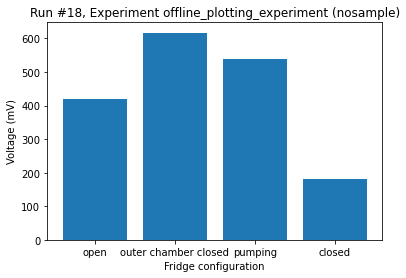 Run #18, Experiment offline_plotting_experiment (nosample)
Voltage (mV)
600
500
400
300
200
100
0
open outer chamber closed pumping closed
Fridge configuration